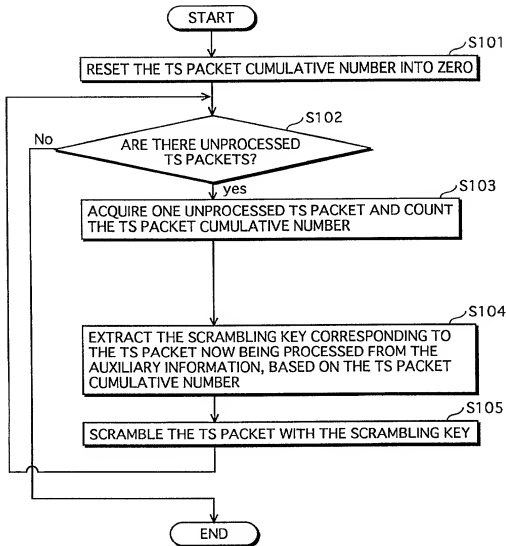 START
S101
RESET THE TS PACKET CUMULATIVE NUMBER INTO ZERO
S102
No
ARE THERE UNPROCESSED
TS PACKETS?
yes
S103
ACQUIRE ONE UNPROCESSED TS PACKET AND COUNT
THE TS PACKET CUMULATIVE NUMBER
S104
EXTRACT THE SCRAMBLING KEY CORRESPONDING TO
THE TS PACKET NOW BEING PROCESSED FROM THE
AUXILIARY INFORMATION, BASED ON THE TS PACKET
CUMULATIVE NUMBER
S105
SCRAMBLE THE TS PACKET WITH THE SCRAMBLING KEY
END